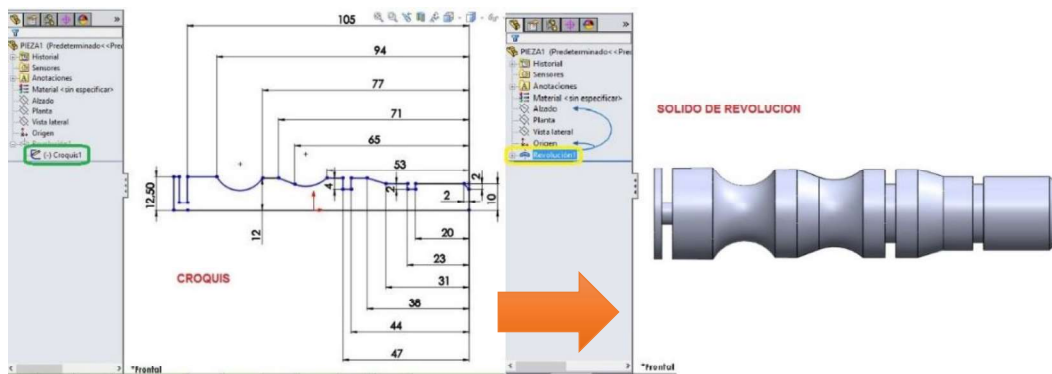 PIEZA1 (Predeterminado<<Pred
Historial
Sensores
Anotaciones
Material <sin especificar>
Alzado
Planta
Vista lateral
Origen
Revolución1
(-) Croquis1
105
94
77
71
65
53
4
2
2
2
10
12,50
12
20
23
31
38
44
47
CROQUIS
*Frontal
PIEZA1 (Predeterminado<<Pre
Historial
Sensores
Anotaciones
Material <sin especificar>
Alzado
Planta
Vista lateral
Origen
Revolución1
SOLIDO DE REVOLUCION
*Frontal